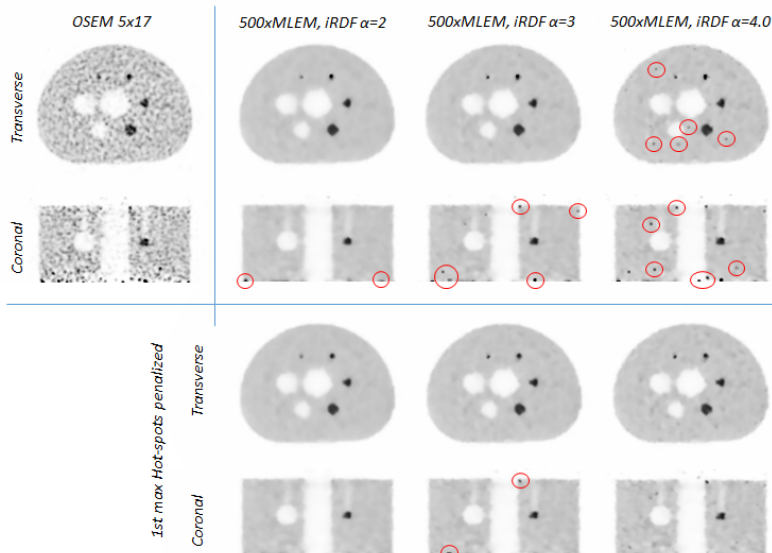 OSEM 5x17
500xMLEM, iRDF α=2
500xMLEM, iRDF α=3
500xMLEM, iRDF α=4.0
Transverse
Coronal
1st max Hot-spots penalized
Transverse
Coronal